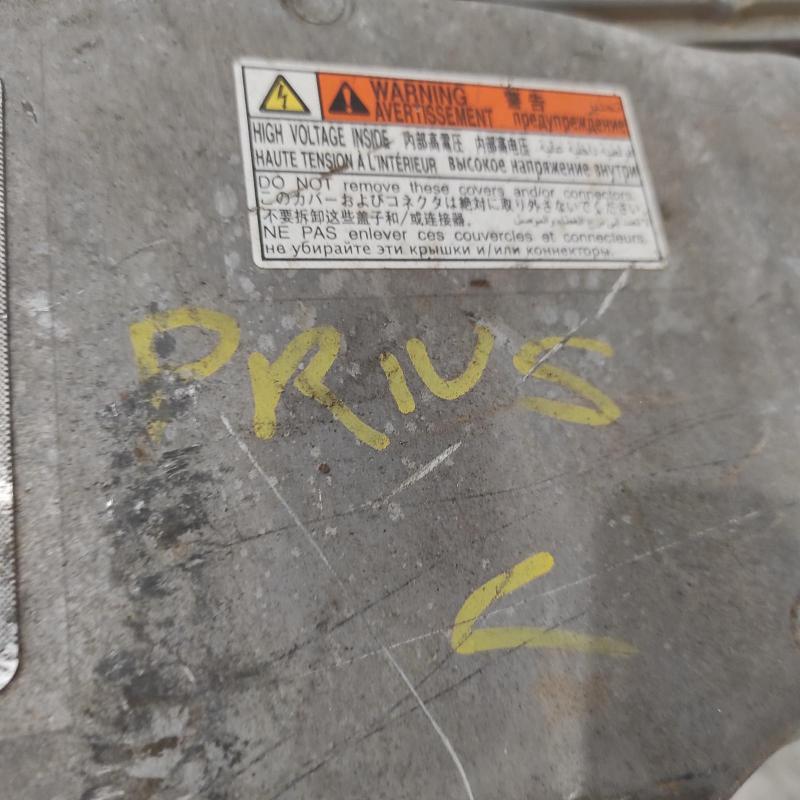 WARNING 警告 تحذير
AVERTISSEMENT предупреждение
HIGH VOLTAGE INSIDE 内部高電圧 内部高电压
HAUTE TENSION À L'INTÉRIEUR высокое напряжение внутри
DO NOT remove these covers and/or connectors.
このカバーおよびコネクタは絶対に取り外さないでください
不要拆卸这些盖子和/或连接器。
NE PAS enlever ces couvercles et connecteurs.
не убирайте эти крышки и/или коннекторы.
PRIUS
C